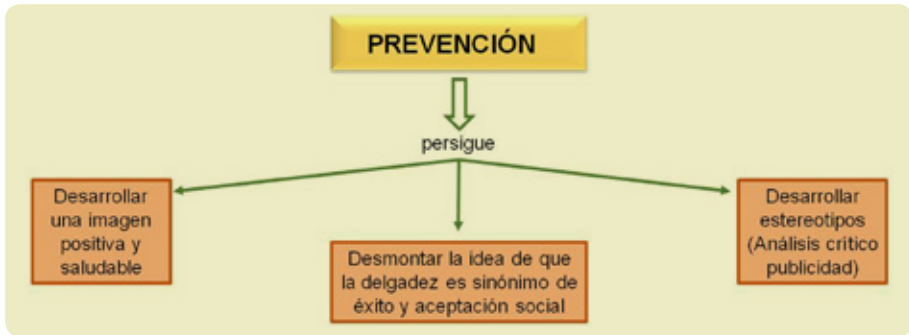 PREVENCIÓN
persigue
Desarrollar
una imagen
positiva y
saludable
Desmontar la idea de que
la delgadez es sinónimo de
éxito y aceptación social
Desarrollar
estereotipos
(Análisis critico
publicidad)